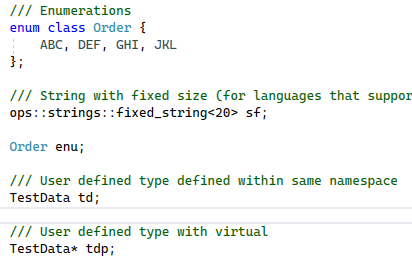 /// Enumerations
enum class Order {
ABC, DEF, GHI, JKL
};
/// String with fixed size (for languages that
ops::strings::fixed_string<20> sf;
Order enu;
/// User defined type defined within same namespace
TestData td;
/// User defined type with virtual
TestData* tdp;